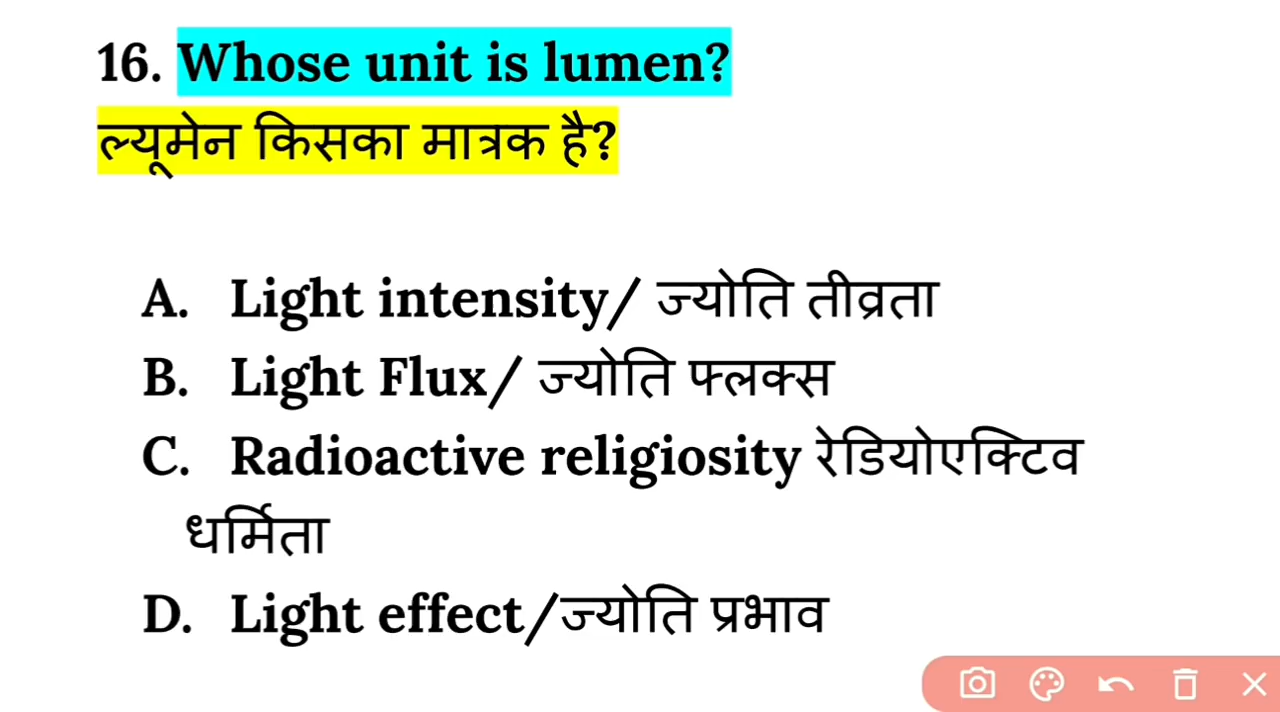 16. Whose unit is lumen?
ल्यूमेन किसका मात्रक है?
A. Light intensity/ ज्योति तीव्रता
B. Light Flux/ ज्योति फ्लक्स
C. Radioactive religiosity रेडियोएक्टिव
धर्मिता
D. Light effect/ज्योति प्रभाव